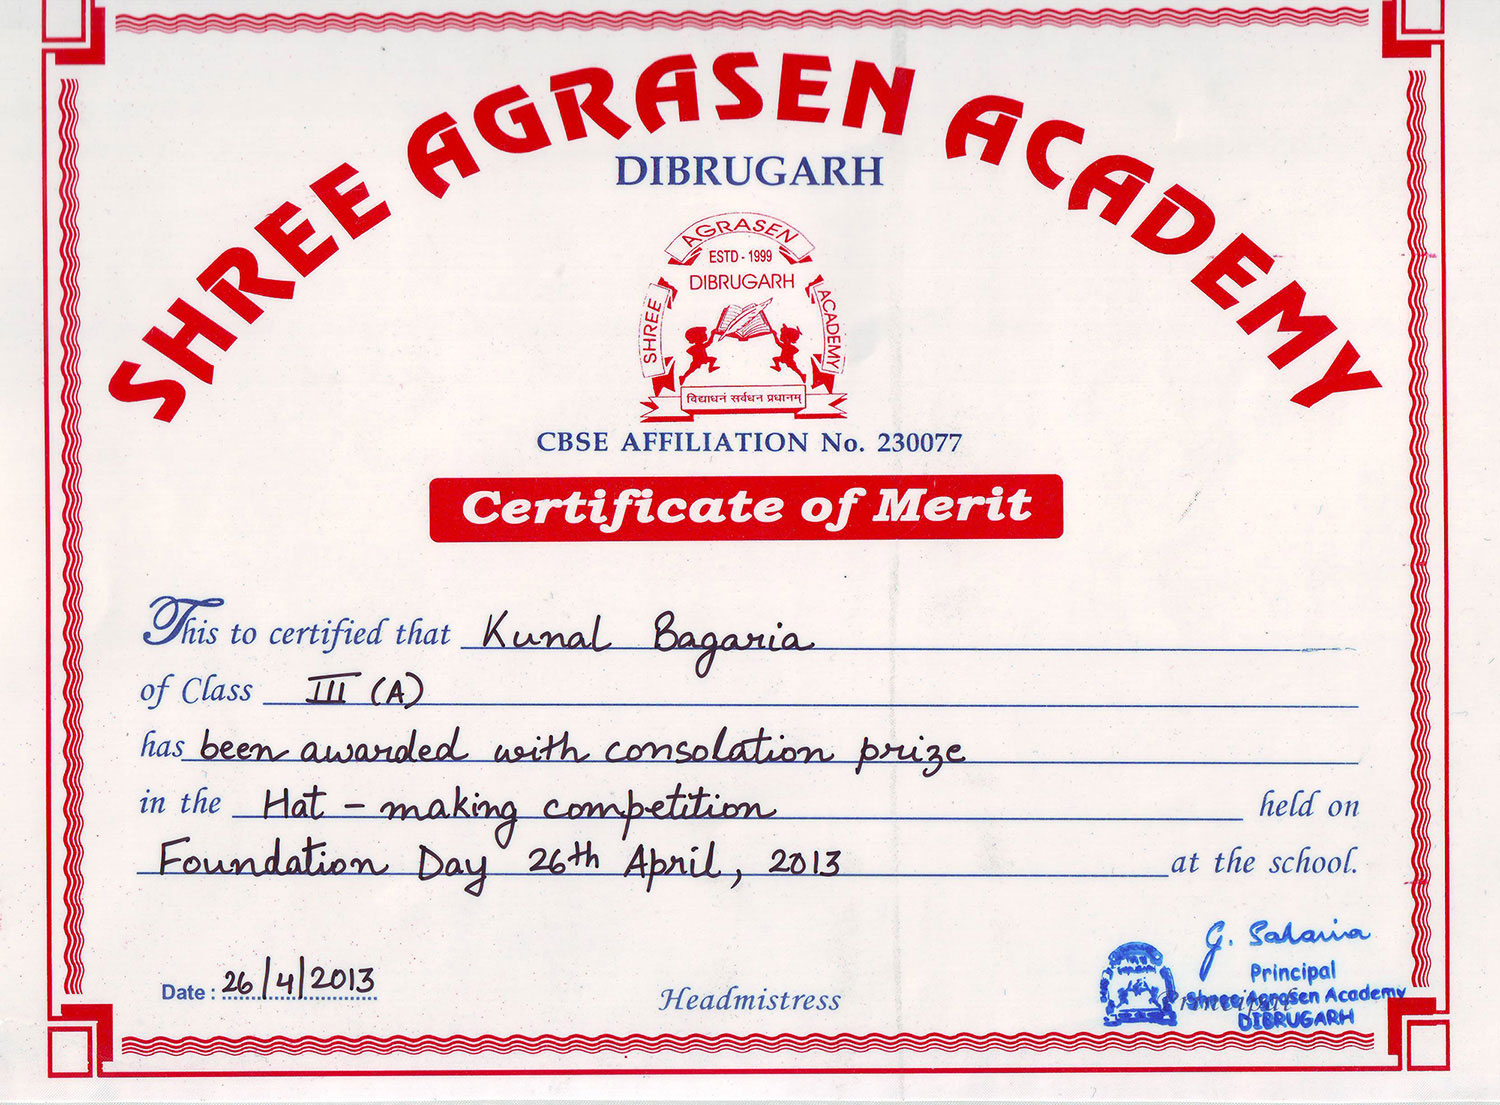 SHREE AGRASEN ACADEMY
DIBRUGARH
SHREE AGRASEN ACADEMY
ESTD - 1999
DIBRUGARH
विद्याधनं सर्वधन प्रधानम्
CBSE AFFILIATION No. 230077
Certificate of Merit
This to certified that Kunal Bagaria
of Class III (A)
has been awarded with consolation prize
in the Hat - making competition held on
Foundation Day 26th April, 2013 at the school.
G. Salaria
Date : 26/4/2013
Headmistress
Principal
Principal
Shree Agrasen Academy
DIBRUGARH